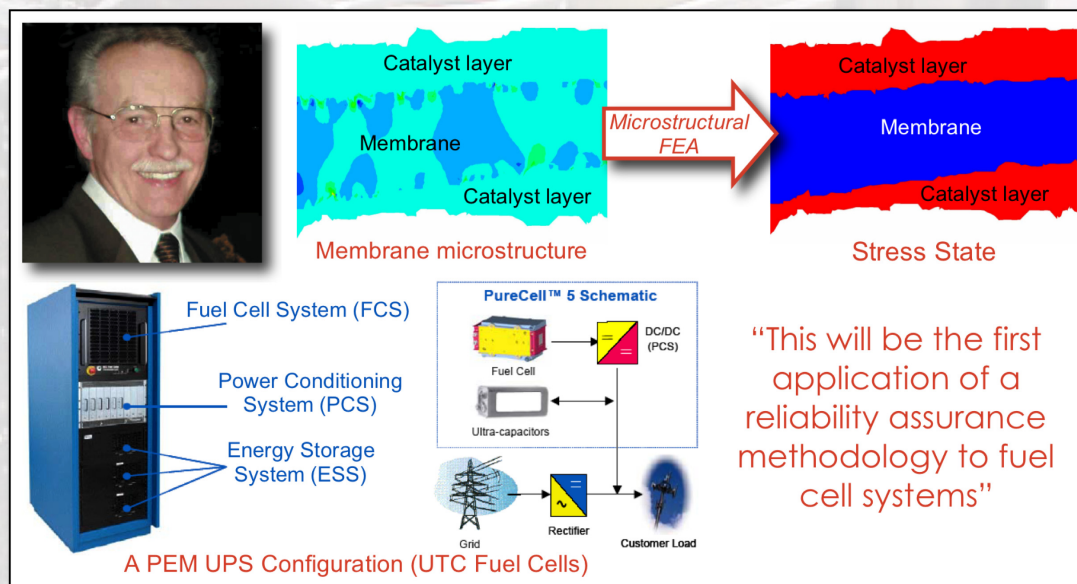 Catalyst layer
Membrane
Catalyst layer
Membrane microstructure
Microstructural
FEA
Catalyst layer
Membrane
Catalyst layer
Stress State
Fuel Cell System (FCS)
Power Conditioning
System (PCS)
Energy Storage
System (ESS)
PureCell™ 5 Schematic
Fuel Cell
DC/DC
(PCS)
Ultra-capacitors
Grid
Rectifier
Customer Load
A PEM UPS Configuration (UTC Fuel Cells)
“This will be the first
application of a
reliability assurance
methodology to fuel
cell systems”